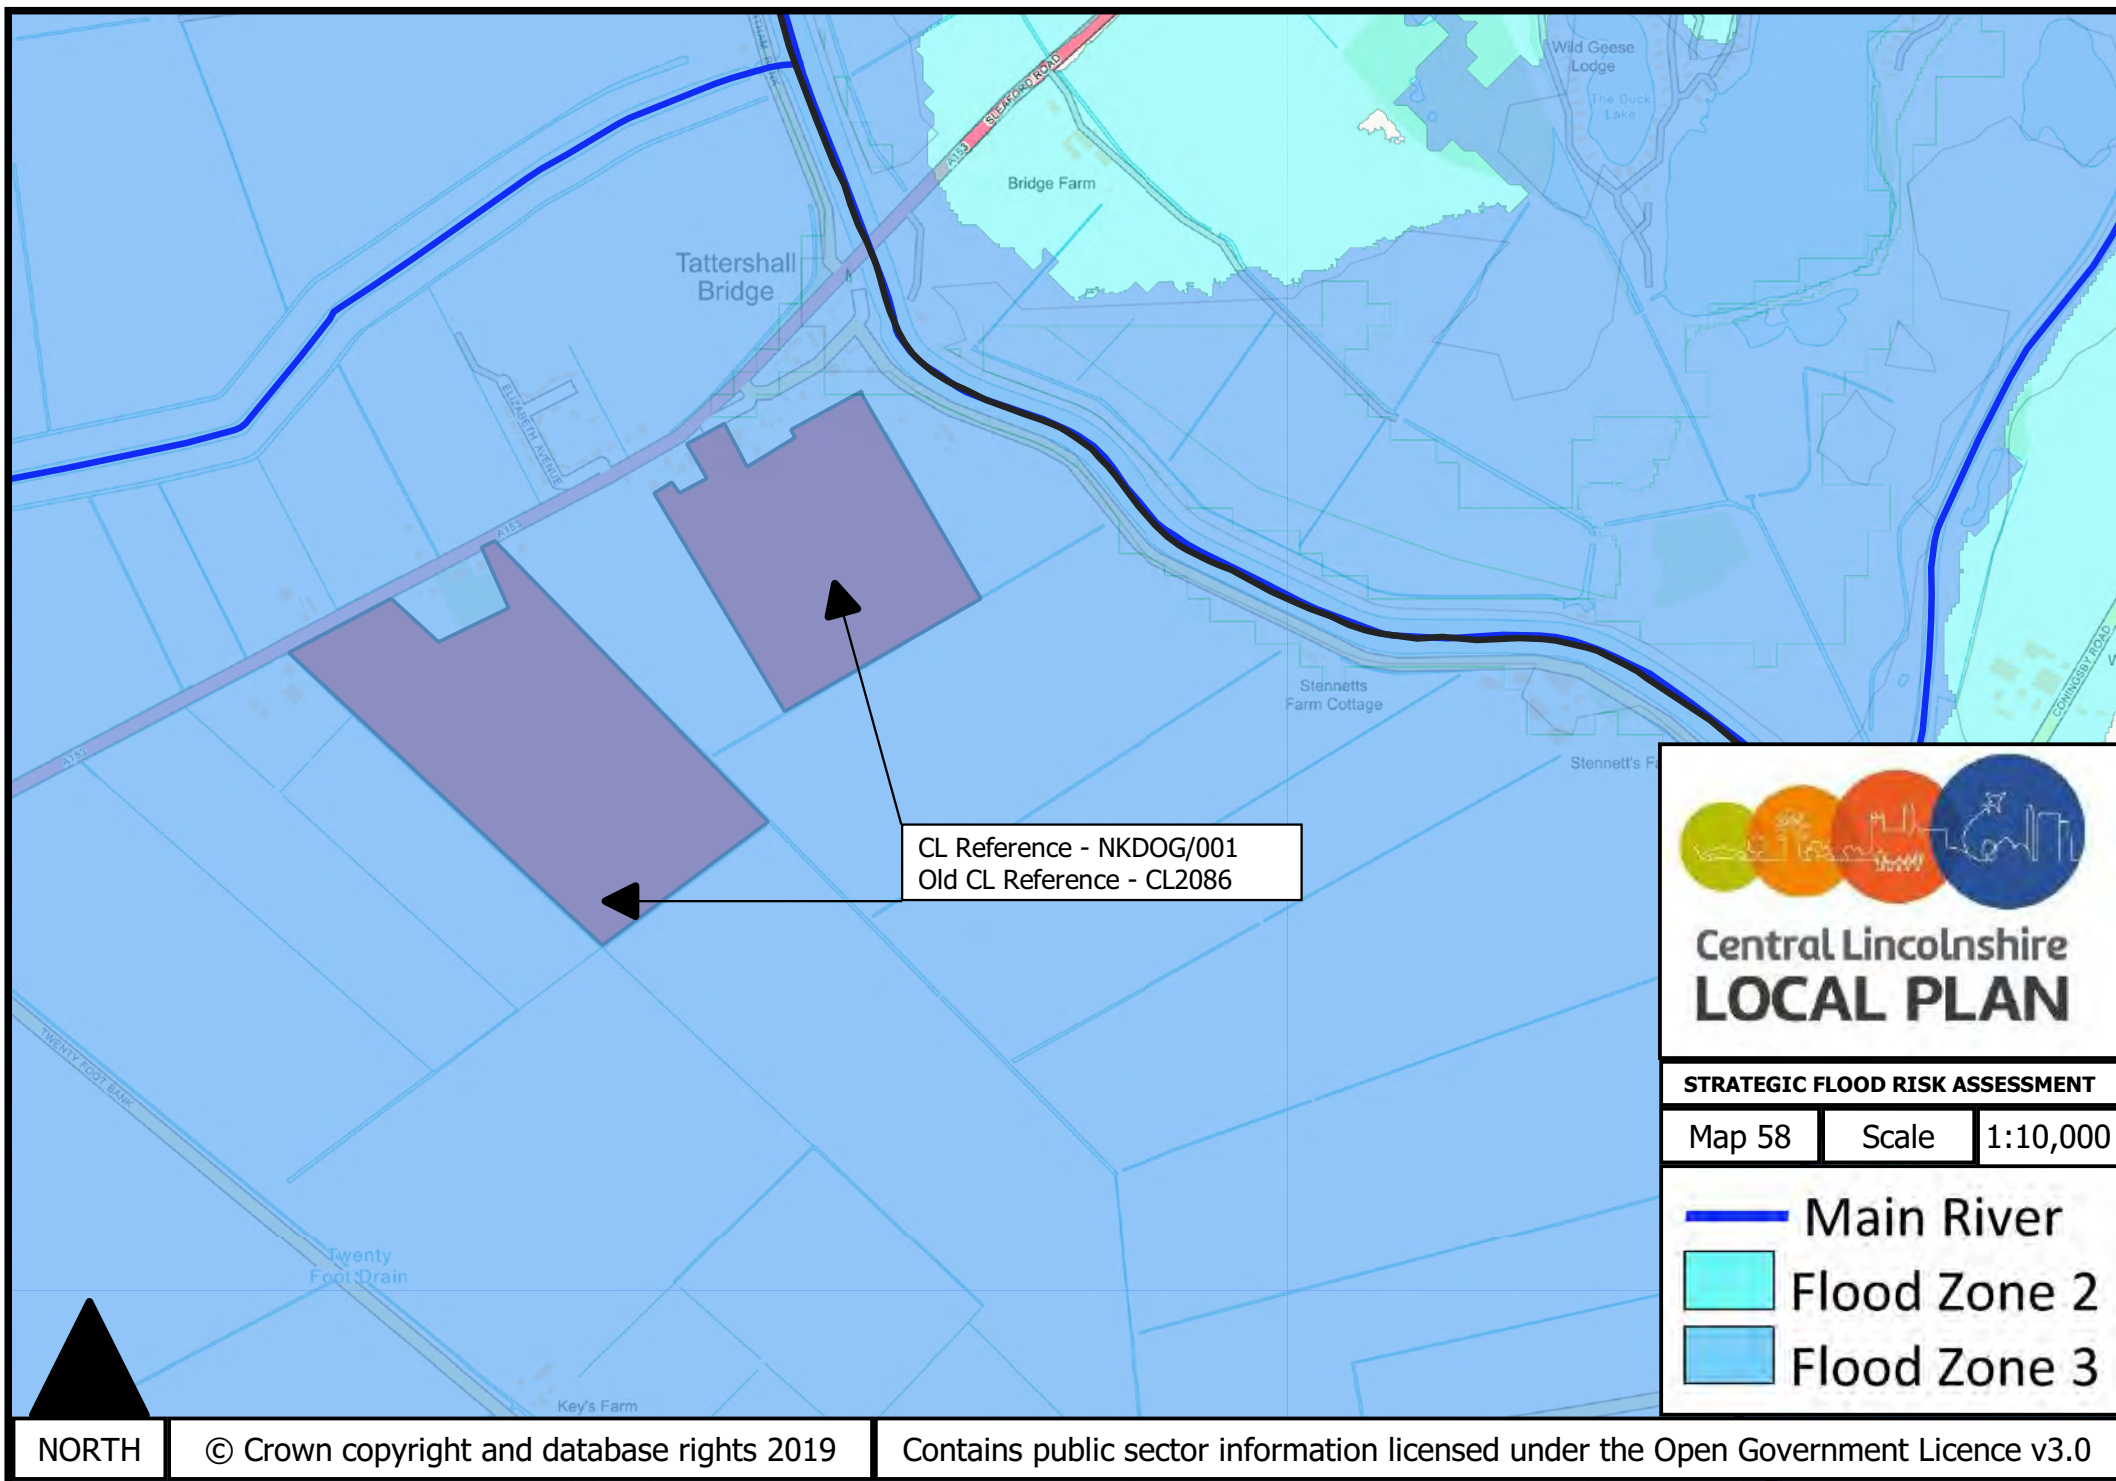 Wild Geese
Lodge
The Duck
Lake
SLEAFORD ROAD
A153
Bridge Farm
Tattershall
Bridge
ELIZABETH AVENUE
A153
A153
Stennetts
Farm Cottage
CONINGSBY ROAD
CL Reference - NKDOG/001
Old CL Reference - CL2086
TWENTY FOOT BANK
Twenty
Foot Drain
Key's Farm
Central Lincolnshire
LOCAL PLAN
STRATEGIC FLOOD RISK ASSESSMENT
Map 58 Scale 1:10,000
Main River
Flood Zone 2
Flood Zone 3
NORTH
© Crown copyright and database rights 2019
Contains public sector information licensed under the Open Government Licence v3.0